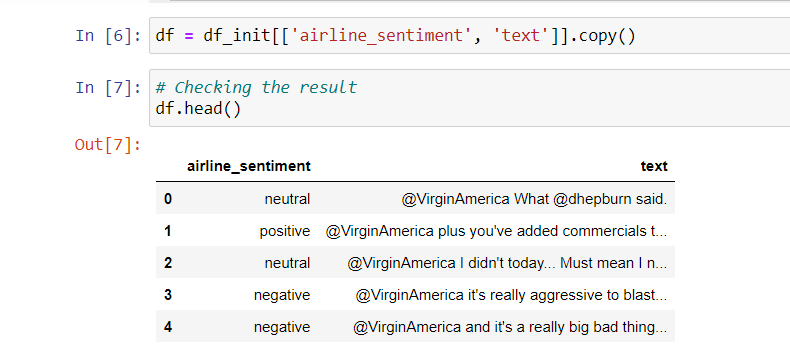 In [6]: df = df_init[['airline_sentiment', 'text']].copy()
In [7]: # Checking the result
df.head()
Out[7]:
airline_sentiment text
0 neutral @VirginAmerica What @dhepburn said.
1 positive @VirginAmerica plus you've added commercials t...
2 neutral @VirginAmerica I didn't today... Must mean I n...
3 negative @VirginAmerica it's really aggressive to blast...
4 negative @VirginAmerica and it's a really big bad thing...